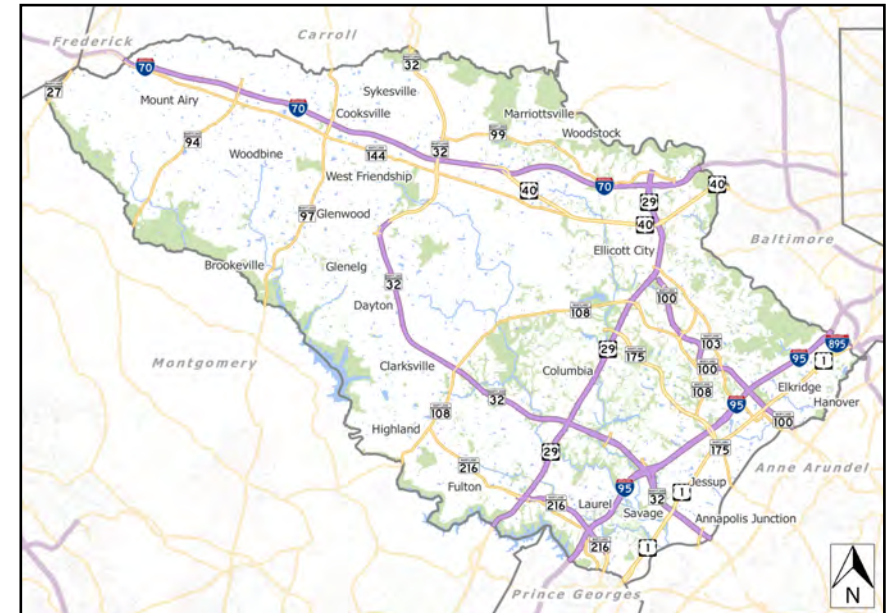 Frederick
Carroll
70
32
27
Mount Airy
70
Sykesville
Cooksville
Marriottsville
94
99
Woodstock
Woodbine
144
32
West Friendship
40
70
40
29
97
Glenwood
40
Ellicott City
Baltimore
Brookeville
Glenelg
32
100
Dayton
108
103
895
95
1
29
175
Montgomery
Clarksville
Columbia
100
Elkridge
32
108
95
Hanover
108
100
Highland
29
175
Anne Arundel
216
Fulton
95
Jessup
Laurel
32
1
216
Savage
Annapolis Junction
216
1
N
Prince Georges